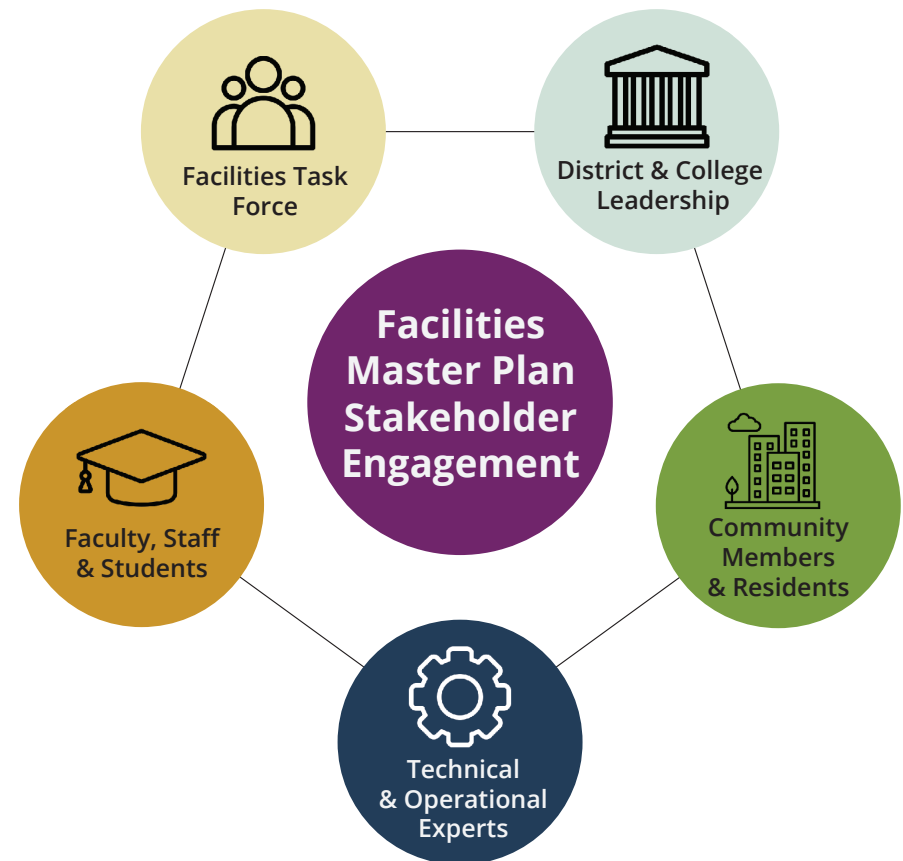 Facilities Task
Force
District & College
Leadership
Facilities
Master Plan
Stakeholder
Engagement
Faculty, Staff
& Students
Community
Members
& Residents
Technical
& Operational
Experts